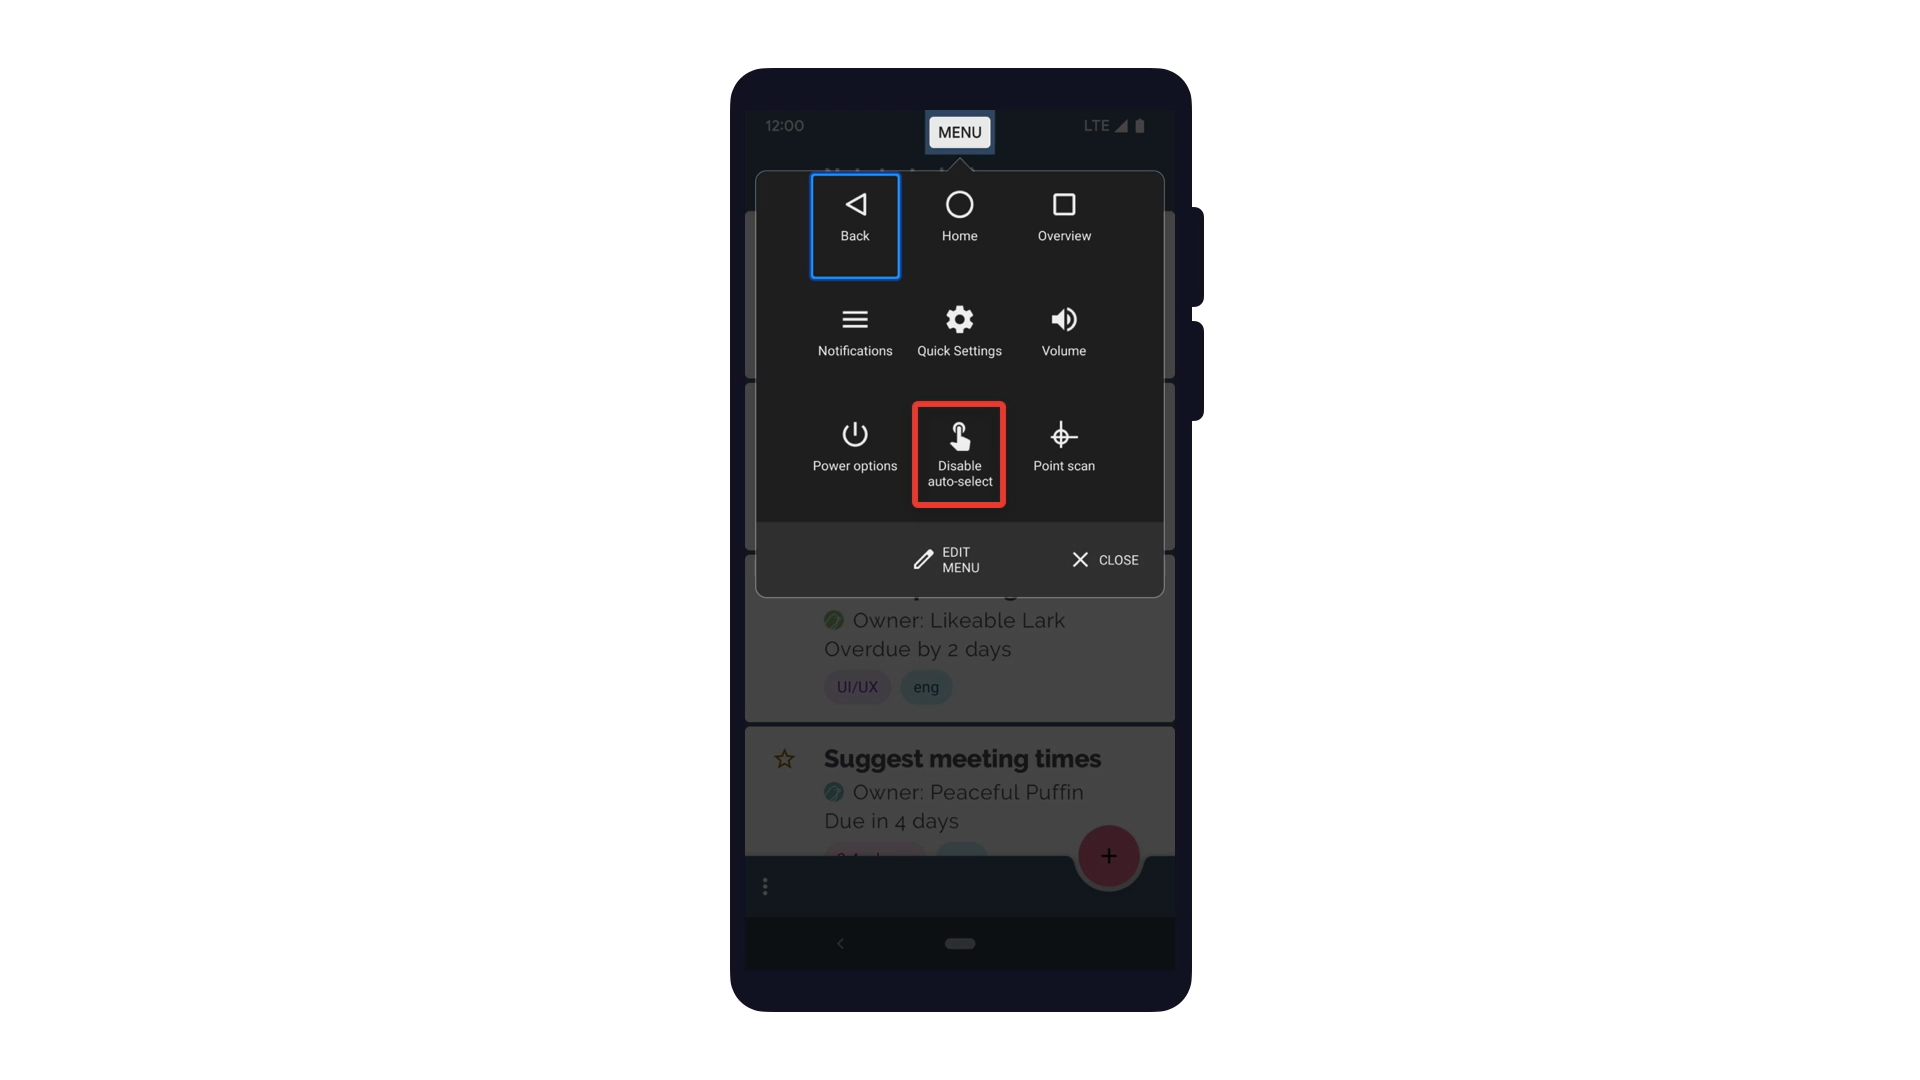 12:00
MENU
LTE
Back
Home
Overview
Notifications
Quick Settings
Volume
Power options
Disable
auto-select
Point scan
EDIT
MENU
CLOSE
Owner: Likeable Lark
Overdue by 2 days
UI/UX
eng
Suggest meeting times
Owner: Peaceful Puffin
Due in 4 days